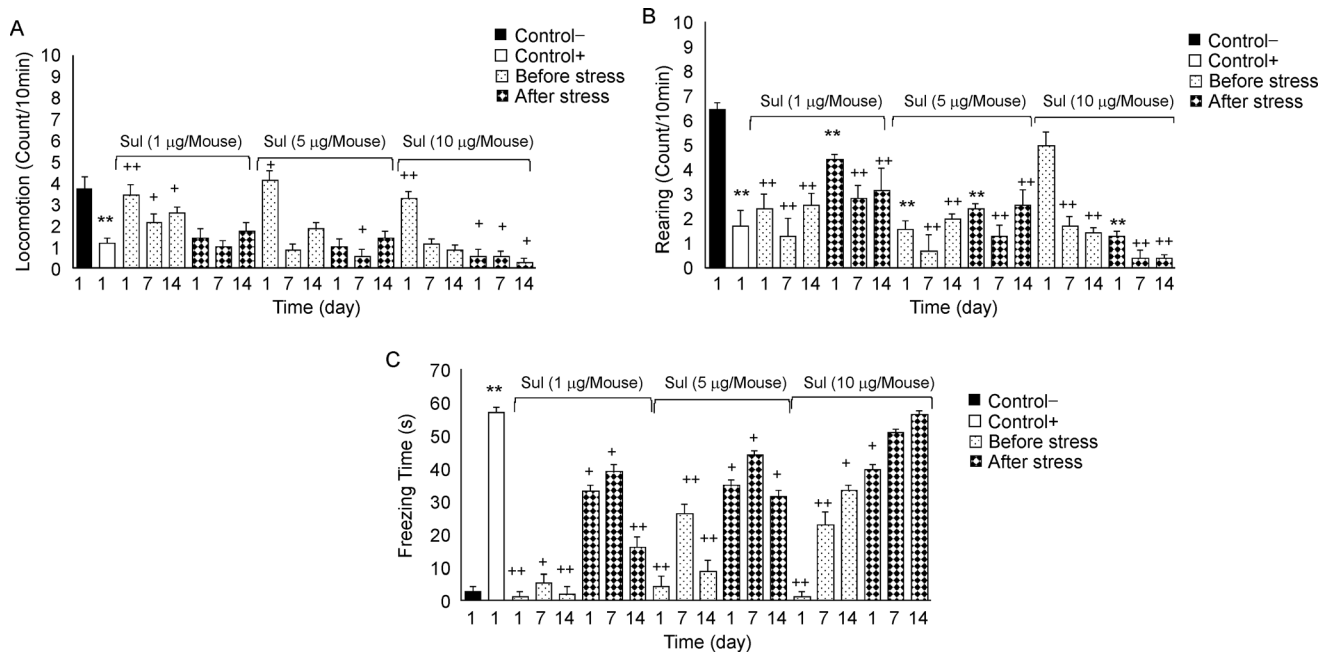 A
Locomotion (Count/10min)
10
9
8
7
6
5
4
3
2
1
0
Control−
Control+
Before stress
After stress
Sul (1 µg/Mouse) Sul (5 µg/Mouse) Sul (10 µg/Mouse)
** ++ + + + + ++ + + +
1 1 1 7 14 1 7 14 1 7 14 1 7 14 1 7 14 1 7 14
Time (day)
B
Rearing (Count/10min)
10
9
8
7
6
5
4
3
2
1
0
Control−
Control+
Before stress
After stress
Sul (1 µg/Mouse) Sul (5 µg/Mouse) Sul (10 µg/Mouse)
** ++ ++ ++ ** ++ ++ ** ++ ++ ** ++ ++ ++ ++ ** ++ ++
1 1 1 7 14 1 7 14 1 7 14 1 7 14 1 7 14 1 7 14
Time (day)
C
Freezing Time (s)
70
60
50
40
30
20
10
0
Sul (1 µg/Mouse) Sul (5 µg/Mouse) Sul (10 µg/Mouse)
** ++ + ++ + + ++ ++ ++ ++ + + + ++ ++ + +
1 1 1 7 14 1 7 14 1 7 14 1 7 14 1 7 14 1 7 14
Time (day)
Control−
Control+
Before stress
After stress